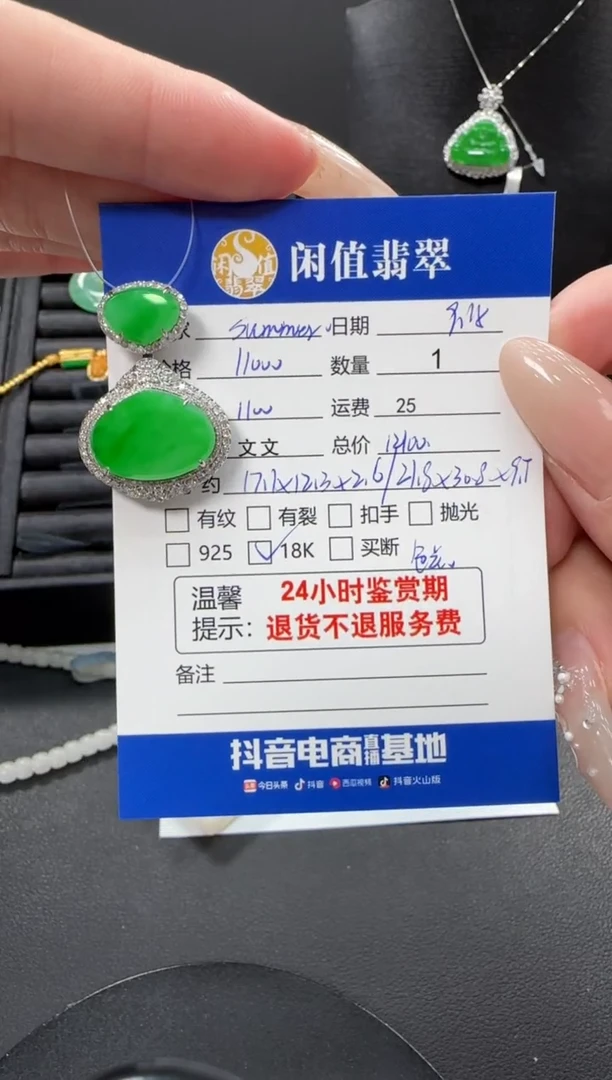 闲值翡翠
Summer 日期 8.18
格 11000 数量 1
1100 运费 25
文文 总价
约 17.7x12.3x2.6/21.8x30.8x9.7
有纹 有裂 扣手 抛光
925 18K 买断
温馨提示: 24小时鉴赏期
退货不退服务费
备注
抖音电商直播基地
今日头条 抖音 西瓜视频 抖音火山版